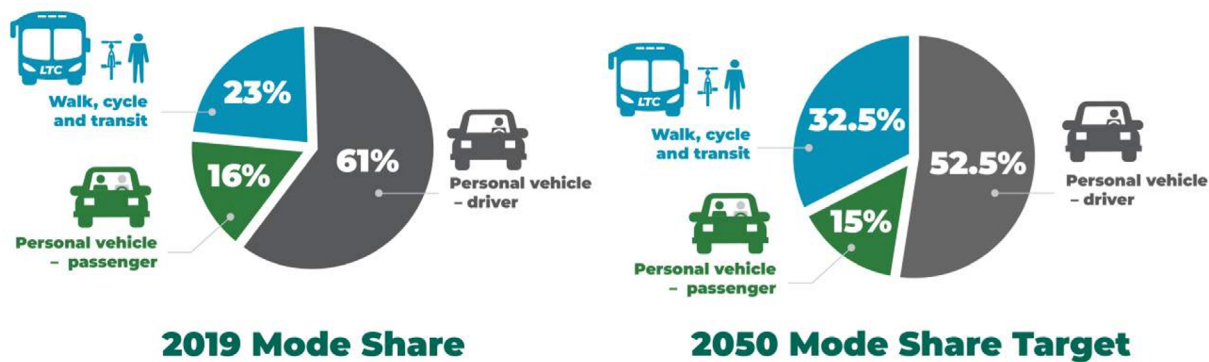 LTC
23%
Walk, cycle
and transit
61%
16%
Personal vehicle
– driver
Personal vehicle
– passenger
2019 Mode Share
LTC
32.5%
Walk, cycle
and transit
52.5%
Personal vehicle
– driver
15%
Personal vehicle
– passenger
2050 Mode Share Target